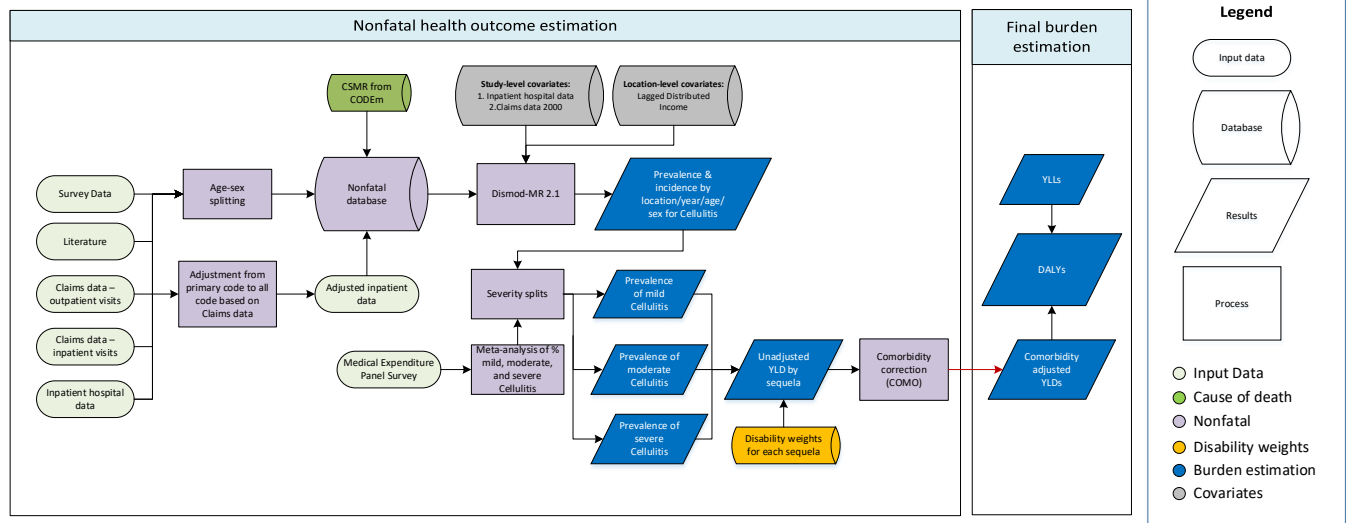 Nonfatal health outcome estimation
Final burden
estimation
Legend
Input data
Database
Results
Process
Input Data
Cause of death
Nonfatal
Disability weights
Burden estimation
Covariates
CSMR from
CODEm
Study-level covariates:
1. Inpatient hospital data
2.Claims data 2000
Location-level covariates:
Lagged Distributed
Income
Survey Data
Literature
Claims data –
outpatient visits
Claims data –
inpatient visits
Inpatient hospital
data
Age-sex
splitting
Adjustment from
primary code to all
code based on
Claims data
Nonfatal
database
Adjusted inpatient
data
Dismod-MR 2.1
Prevalence &
incidence by
location/year/age/
sex for Cellulitis
Severity splits
Medical Expenditure
Panel Survey
Meta-analysis of %
mild, moderate,
and severe
Cellulitis
Prevalence
of mild
Cellulitis
Prevalence of
moderate
Cellulitis
Prevalence of
severe
Cellulitis
Unadjusted
YLD by
sequela
Disability weights
for each sequela
Comorbidity
correction
(COMO)
YLLs
DALYs
Comorbidity
adjusted
YLDs